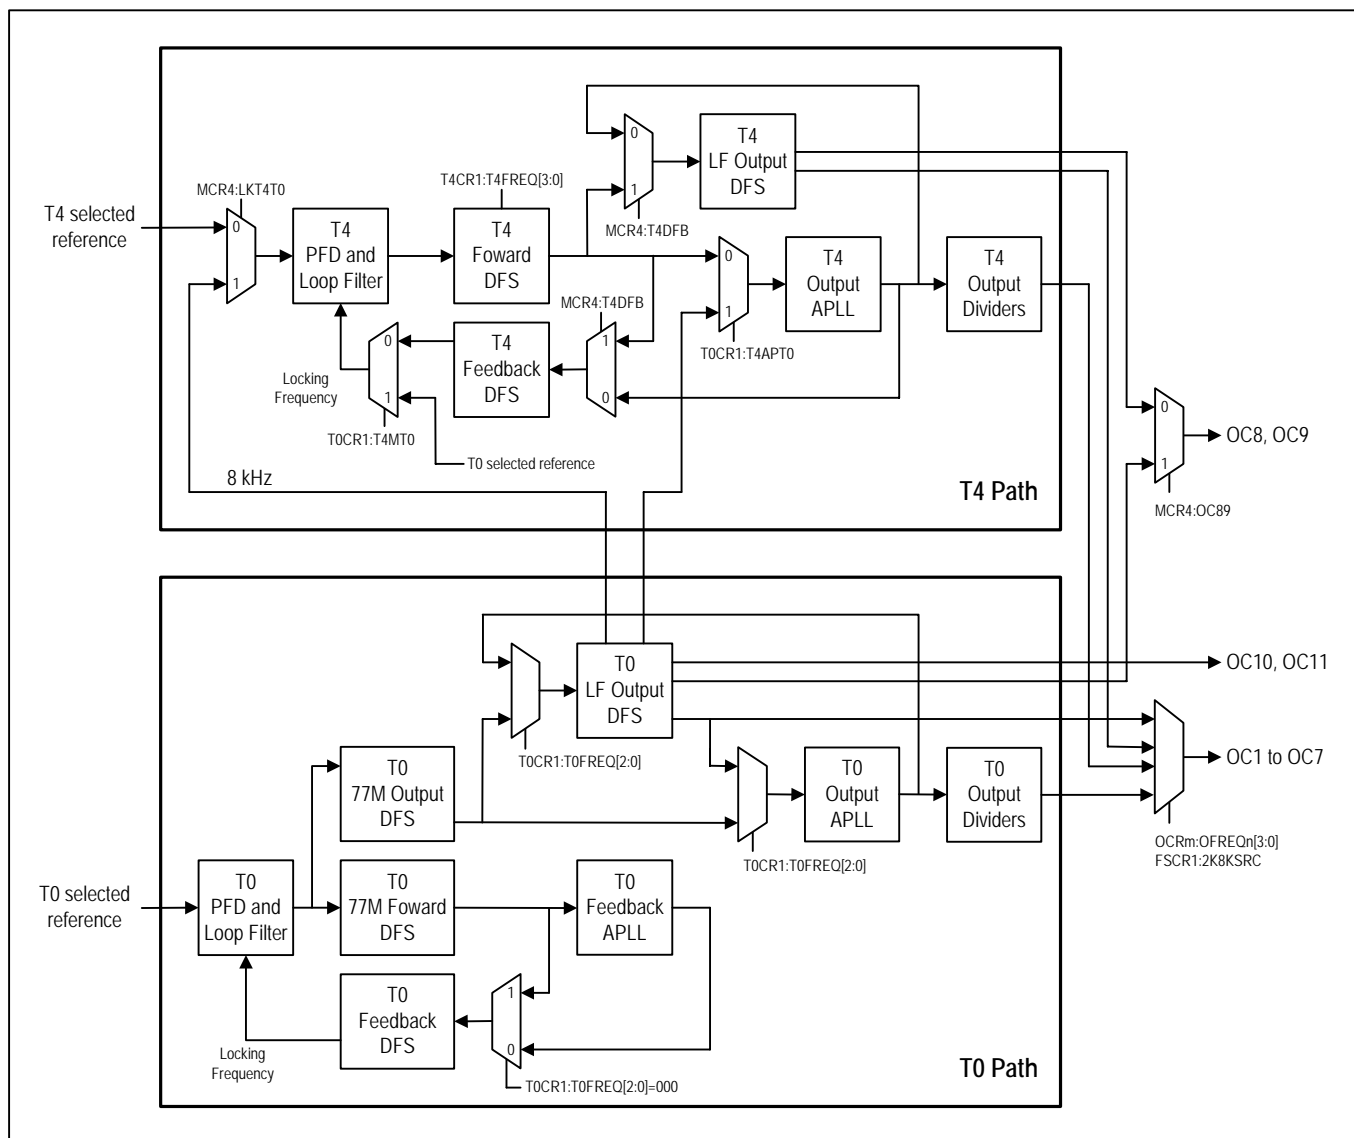 T4
LF Output
DFS
0
1
MCR4:T4DFB
T4CR1:T4FREQ[3:0]
MCR4:LKT4T0
T4 selected
reference
0
1
T4
PFD and
Loop Filter
T4
Foward
DFS
0
1
T0CR1:T4APT0
T4
Output
APLL
T4
Output
Dividers
MCR4:T4DFB
1
0
T4
Feedback
DFS
0
1
Locking
Frequency
T0CR1:T4MT0
T0 selected reference
8 kHz
T4 Path
0
1
OC8, OC9
MCR4:OC89
T0
LF Output
DFS
T0CR1:T0FREQ[2:0]
OC10, OC11
T0
77M Output
DFS
T0
Output
APLL
T0
Output
Dividers
T0CR1:T0FREQ[2:0]
OC1 to OC7
OCRm:OFREQn[3:0]
FSCR1:2K8KSRC
T0 selected
reference
T0
PFD and
Loop Filter
T0
77M Foward
DFS
T0
Feedback
APLL
T0
Feedback
DFS
1
0
Locking
Frequency
T0CR1:T0FREQ[2:0]=000
T0 Path